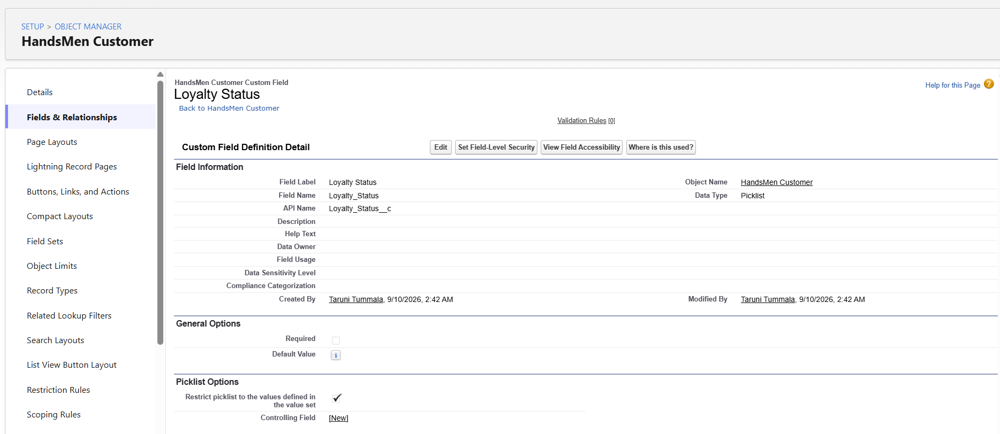 SETUP > OBJECT MANAGER
HandsMen Customer
Details
Fields & Relationships
Page Layouts
Lightning Record Pages
Buttons, Links, and Actions
Compact Layouts
Field Sets
Object Limits
Record Types
Related Lookup Filters
Search Layouts
List View Button Layout
Restriction Rules
Scoping Rules
HandsMen Customer Custom Field
Loyalty Status
Back to HandsMen Customer
Help for this Page ?
Validation Rules [0]
Custom Field Definition Detail Edit Set Field-Level Security View Field Accessibility Where is this used?
Field Information
Field Label Loyalty Status Object Name HandsMen Customer
Field Name Loyalty_Status Data Type Picklist
API Name Loyalty_Status__c
Description
Help Text
Data Owner
Field Usage
Data Sensitivity Level
Compliance Categorization
Created By Taruni Tummala, 9/10/2026, 2:42 AM Modified By Taruni Tummala, 9/10/2026, 2:42 AM
General Options
Required
Default Value i
Picklist Options
Restrict picklist to the values defined in
the value set
Controlling Field [New]